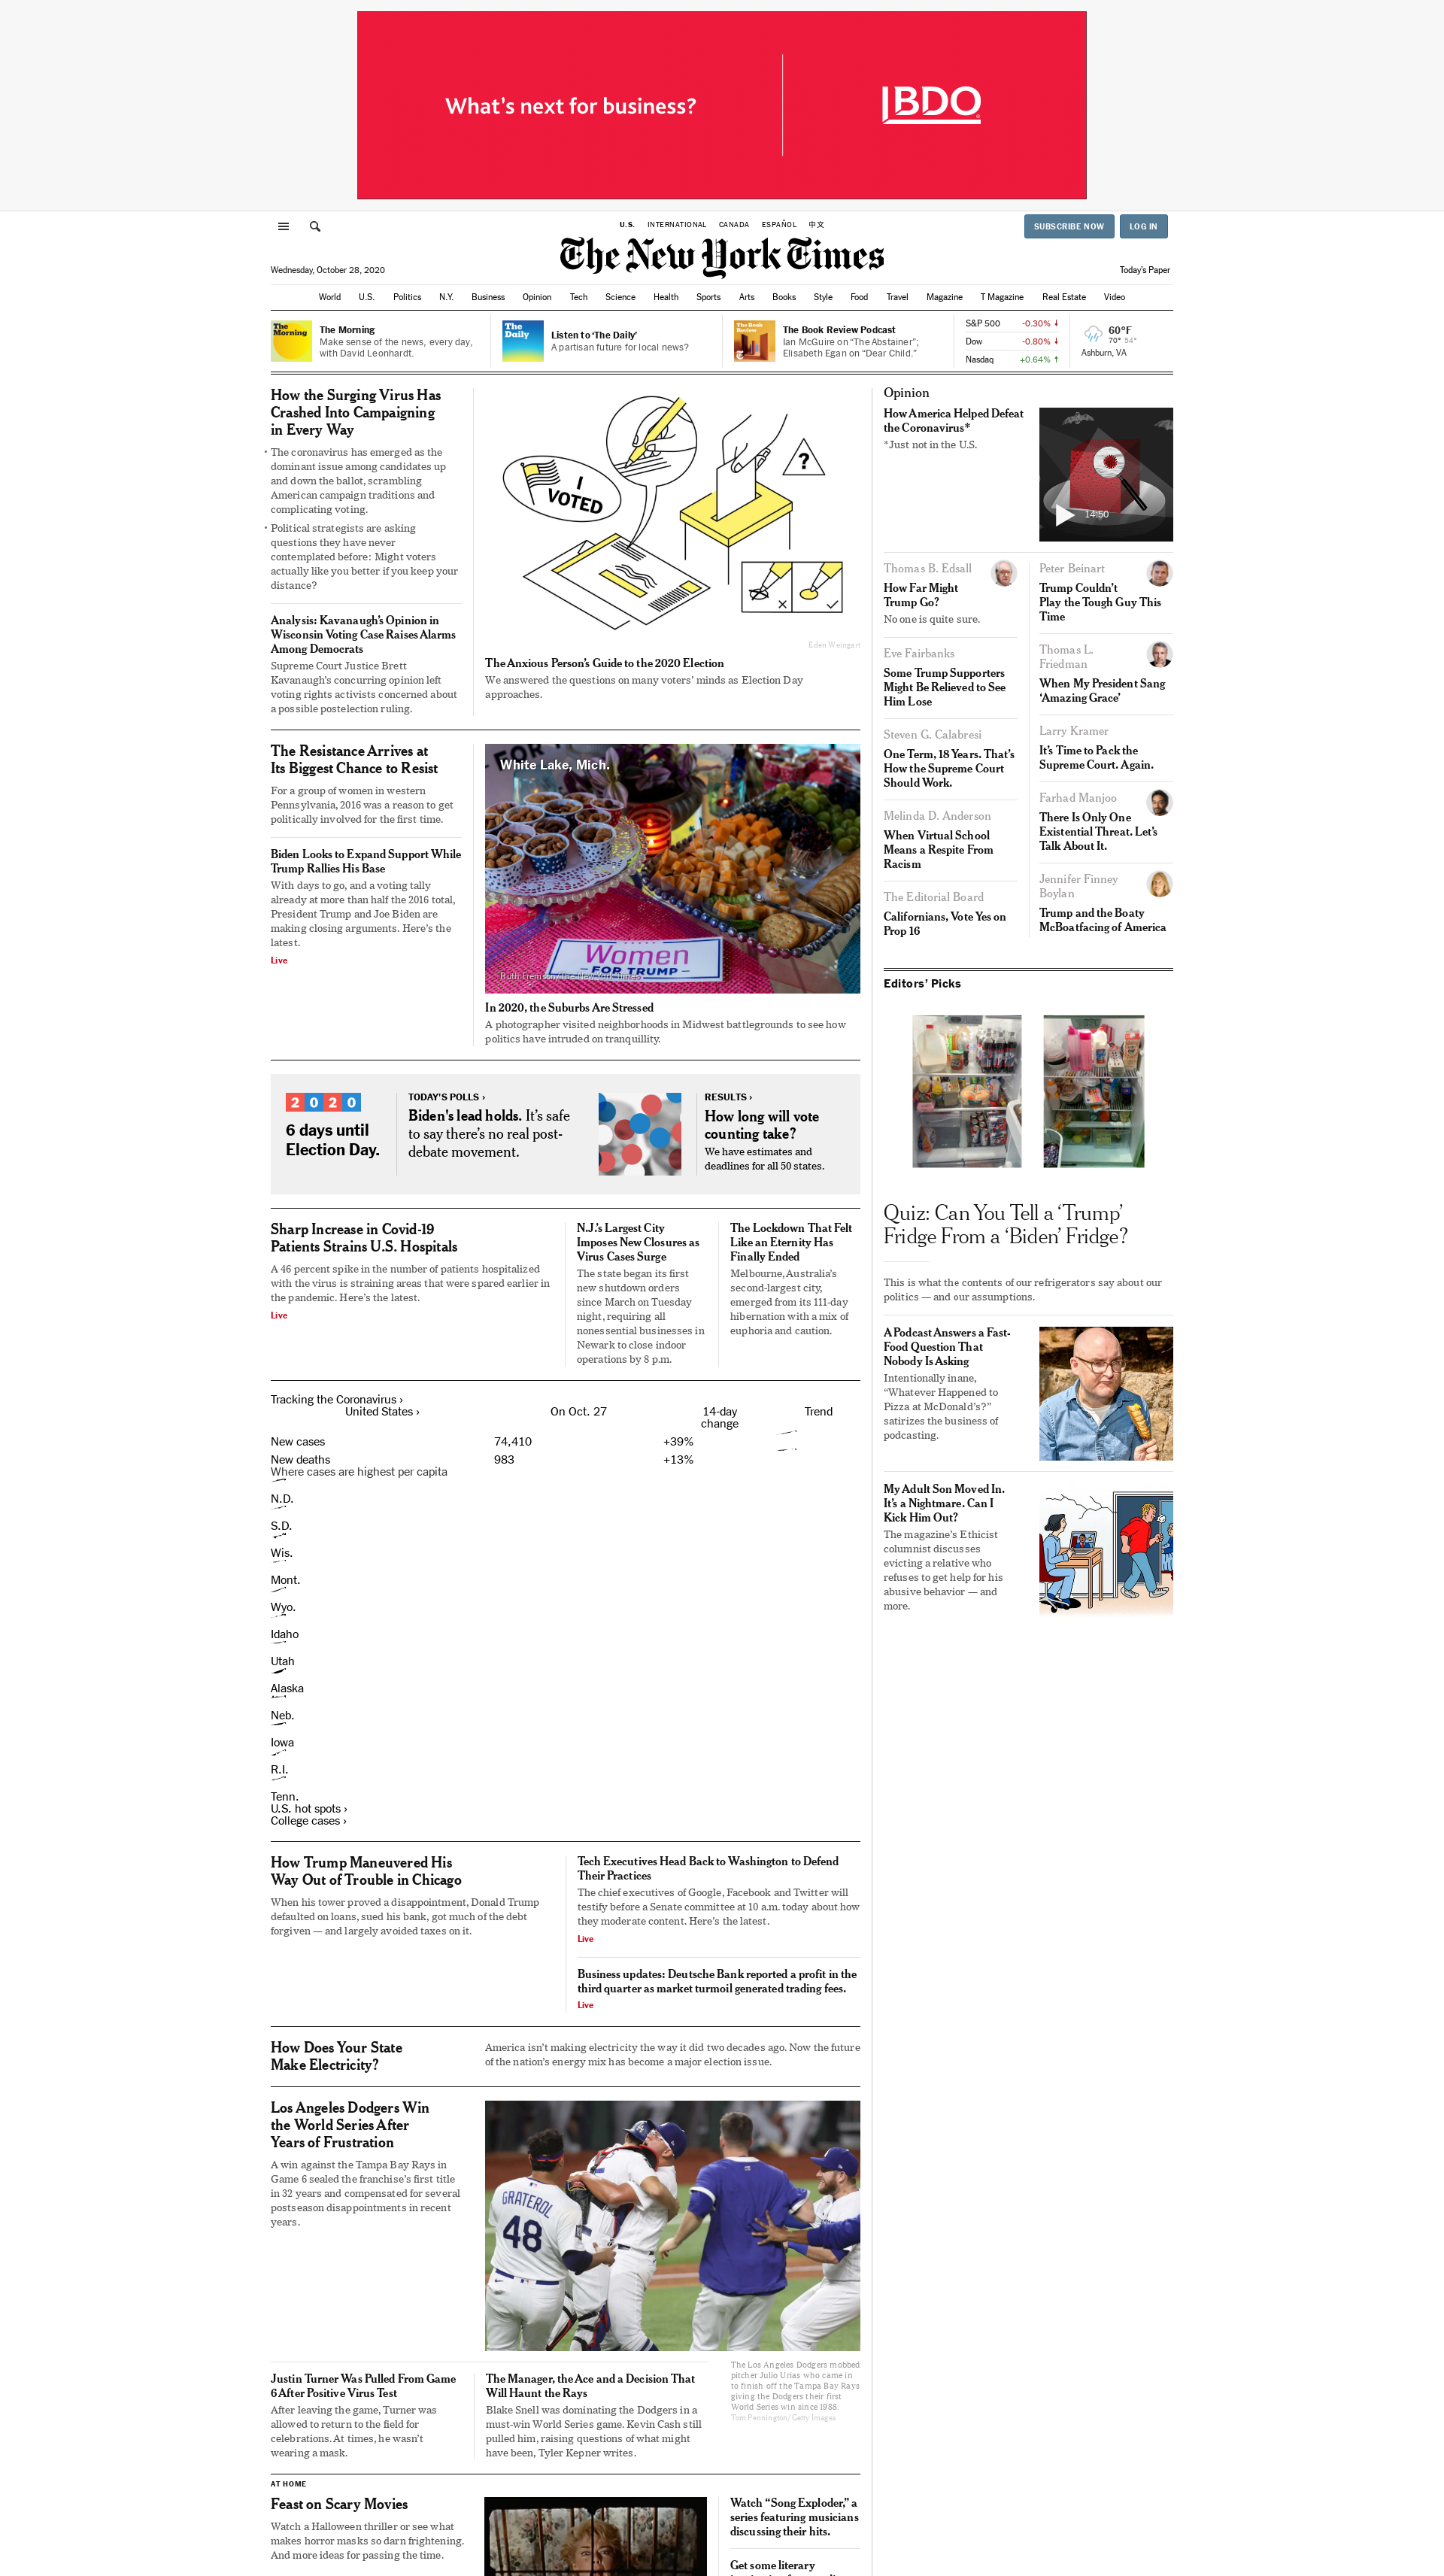 What's next for business?
BDO
U.S.
INTERNATIONAL
CANADA
ESPAÑOL
中文
SUBSCRIBE NOW
LOG IN
The New York Times
Wednesday, October 28, 2020
Today's Paper
World U.S. Politics N.Y. Business Opinion Tech Science Health Sports Arts Books Style Food Travel Magazine T Magazine Real Estate Video
The Morning
The Morning
Make sense of the news, every day,
with David Leonhardt.
The Daily
Listen to ‘The Daily’
A partisan future for local news?
The Book Review
The Book Review Podcast
Ian McGuire on “The Abstainer”;
Elisabeth Egan on “Dear Child.”
S&P 500 -0.30% ↓
Dow -0.80% ↓
Nasdaq +0.64% ↑
60°F
70° 54°
Ashburn, VA
How the Surging Virus Has
Crashed Into Campaigning
in Every Way
• The coronavirus has emerged as the
dominant issue among candidates up
and down the ballot, scrambling
American campaign traditions and
complicating voting.
• Political strategists are asking
questions they have never
contemplated before: Might voters
actually like you better if you keep your
distance?
Analysis: Kavanaugh’s Opinion in
Wisconsin Voting Case Raises Alarms
Among Democrats
Supreme Court Justice Brett
Kavanaugh’s concurring opinion left
voting rights activists concerned about
a possible postelection ruling.
I
VOTED
?
Eden Weingart
The Anxious Person’s Guide to the 2020 Election
We answered the questions on many voters’ minds as Election Day
approaches.
The Resistance Arrives at
Its Biggest Chance to Resist
For a group of women in western
Pennsylvania, 2016 was a reason to get
politically involved for the first time.
Biden Looks to Expand Support While
Trump Rallies His Base
With days to go, and a voting tally
already at more than half the 2016 total,
President Trump and Joe Biden are
making closing arguments. Here’s the
latest.
Live
FOR
White Lake, Mich.
Women
FOR TRUMP
Ruth Fremson/The New York Times
In 2020, the Suburbs Are Stressed
A photographer visited neighborhoods in Midwest battlegrounds to see how
politics have intruded on tranquillity.
2020
6 days until
Election Day.
TODAY’S POLLS ›
Biden's lead holds. It’s safe
to say there’s no real post-
debate movement.
RESULTS ›
How long will vote
counting take?
We have estimates and
deadlines for all 50 states.
Sharp Increase in Covid-19
Patients Strains U.S. Hospitals
A 46 percent spike in the number of patients hospitalized
with the virus is straining areas that were spared earlier in
the pandemic. Here’s the latest.
Live
N.J.’s Largest City
Imposes New Closures as
Virus Cases Surge
The state began its first
new shutdown orders
since March on Tuesday
night, requiring all
nonessential businesses in
Newark to close indoor
operations by 8 p.m.
The Lockdown That Felt
Like an Eternity Has
Finally Ended
Melbourne, Australia’s
second-largest city,
emerged from its 111-day
hibernation with a mix of
euphoria and caution.
Tracking the Coronavirus ›
United States › On Oct. 27 14-day
change Trend
New cases 74,410 +39%
New deaths 983 +13%
Where cases are highest per capita
N.D.
S.D.
Wis.
Mont.
Wyo.
Idaho
Utah
Alaska
Neb.
Iowa
R.I.
Tenn.
U.S. hot spots ›
College cases ›
How Trump Maneuvered His
Way Out of Trouble in Chicago
When his tower proved a disappointment, Donald Trump
defaulted on loans, sued his bank, got much of the debt
forgiven — and largely avoided taxes on it.
Tech Executives Head Back to Washington to Defend
Their Practices
The chief executives of Google, Facebook and Twitter will
testify before a Senate committee at 10 a.m. today about how
they moderate content. Here’s the latest.
Live
Business updates: Deutsche Bank reported a profit in the
third quarter as market turmoil generated trading fees.
Live
How Does Your State
Make Electricity?
America isn’t making electricity the way it did two decades ago. Now the future
of the nation’s energy mix has become a major election issue.
Los Angeles Dodgers Win
the World Series After
Years of Frustration
A win against the Tampa Bay Rays in
Game 6 sealed the franchise’s first title
in 32 years and compensated for several
postseason disappointments in recent
years.
GRATEROL
48
The Los Angeles Dodgers mobbed
pitcher Julio Urias who came in
to finish off the Tampa Bay Rays
giving the Dodgers their first
World Series win since 1988.
Tom Pennington/Getty Images
Justin Turner Was Pulled From Game
6 After Positive Virus Test
After leaving the game, Turner was
allowed to return to the field for
celebrations. At times, he wasn’t
wearing a mask.
The Manager, the Ace and a Decision That
Will Haunt the Rays
Blake Snell was dominating the Dodgers in a
must-win World Series game. Kevin Cash still
pulled him, raising questions of what might
have been, Tyler Kepner writes.
AT HOME
Feast on Scary Movies
Watch a Halloween thriller or see what
makes horror masks so darn frightening.
And more ideas for passing the time.
Watch “Song Exploder,” a
series featuring musicians
discussing their hits.
Get some literary
Opinion
How America Helped Defeat
the Coronavirus*
*Just not in the U.S.
14:50
Thomas B. Edsall
How Far Might
Trump Go?
No one is quite sure.
Eve Fairbanks
Some Trump Supporters
Might Be Relieved to See
Him Lose
Steven G. Calabresi
One Term, 18 Years. That’s
How the Supreme Court
Should Work.
Melinda D. Anderson
When Virtual School
Means a Respite From
Racism
The Editorial Board
Californians, Vote Yes on
Prop 16
Peter Beinart
Trump Couldn’t
Play the Tough Guy This
Time
Thomas L.
Friedman
When My President Sang
‘Amazing Grace’
Larry Kramer
It’s Time to Pack the
Supreme Court. Again.
Farhad Manjoo
There Is Only One
Existential Threat. Let’s
Talk About It.
Jennifer Finney
Boylan
Trump and the Boaty
McBoatfacing of America
Editors’ Picks
Quiz: Can You Tell a ‘Trump’
Fridge From a ‘Biden’ Fridge?
This is what the contents of our refrigerators say about our
politics — and our assumptions.
A Podcast Answers a Fast-
Food Question That
Nobody Is Asking
Intentionally inane,
“Whatever Happened to
Pizza at McDonald’s?”
satirizes the business of
podcasting.
My Adult Son Moved In.
It’s a Nightmare. Can I
Kick Him Out?
The magazine’s Ethicist
columnist discusses
evicting a relative who
refuses to get help for his
abusive behavior — and
more.